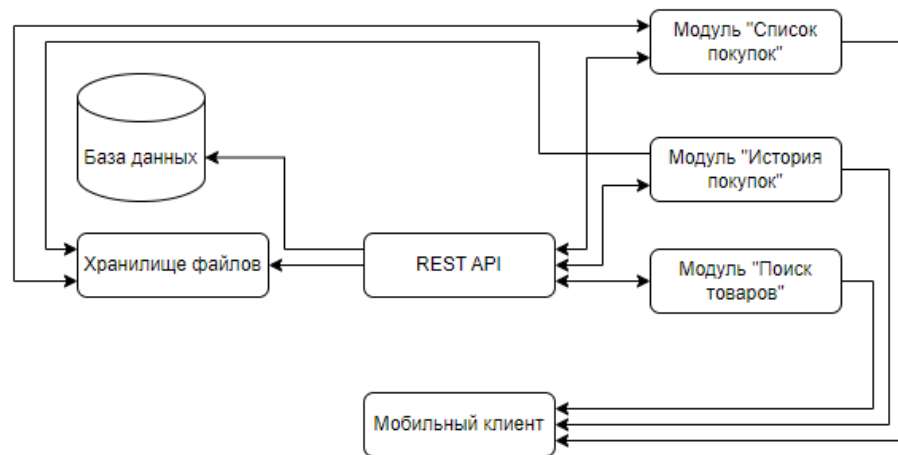 Модуль "Список
покупок"
База данных
Модуль "История
покупок"
Хранилище файлов
REST API
Модуль "Поиск
товаров"
Мобильный клиент